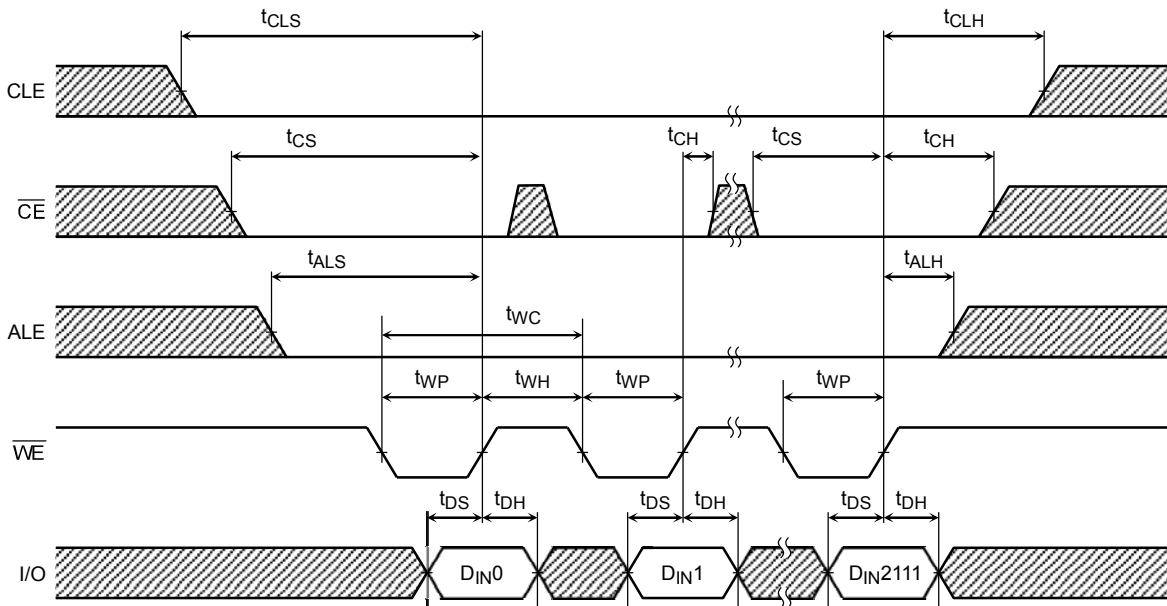 tCLS tCLH
CLE
tCS tCH tCS tCH
CE
tALS tALH
ALE
tWC
tWP tWH tWP tWP
WE
tDS tDH tDS tDH tDS tDH
I/O DIN0 DIN1 DIN2111